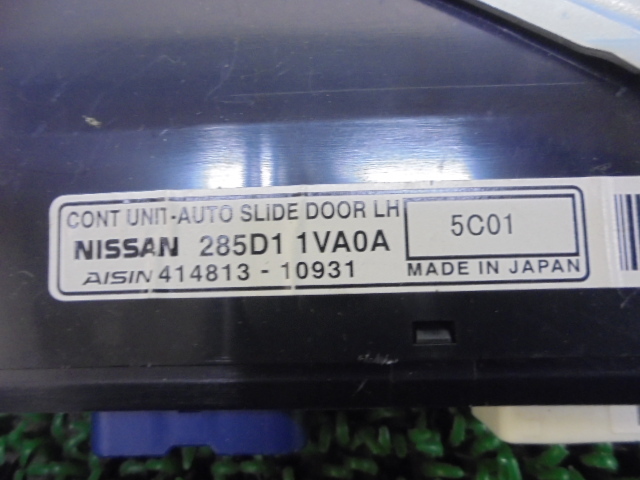 CONT UNIT-AUTO SLIDE DOOR LH
NISSAN 285D1 1VA0A
5C01
AISIN 414813 - 10931
MADE IN JAPAN